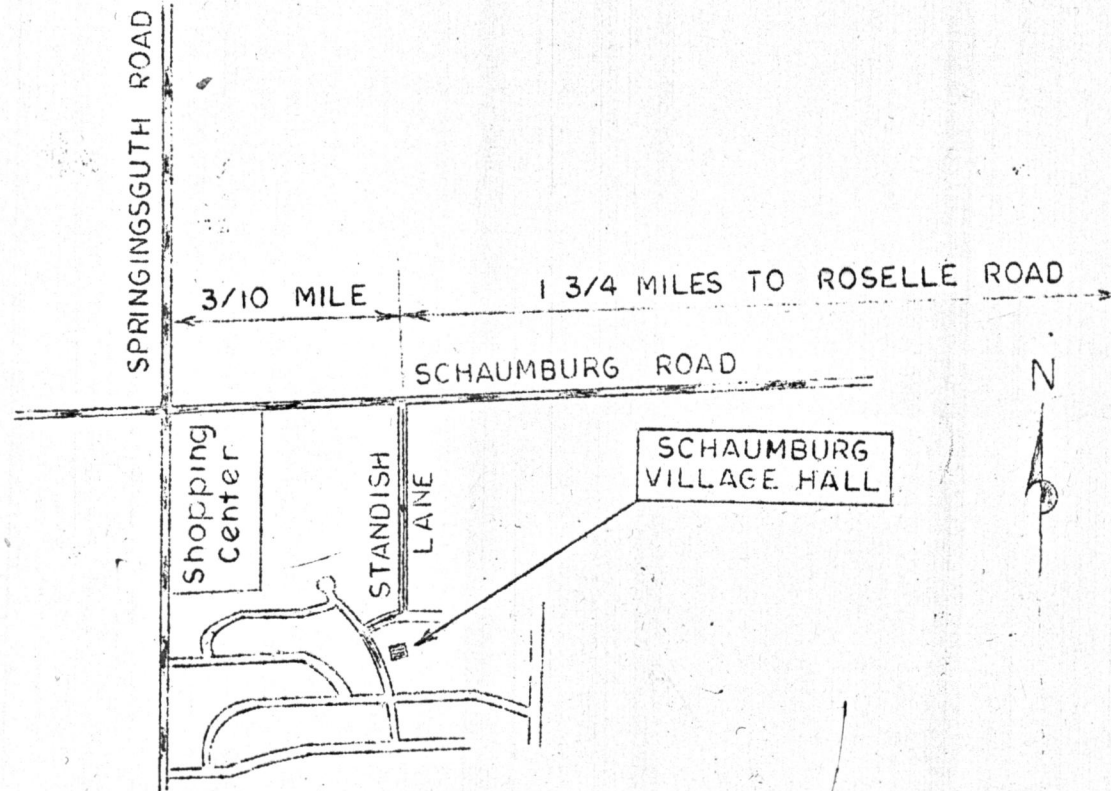 SPRINGINSGUTH ROAD
3/10 MILE
1 3/4 MILES TO ROSELLE ROAD
SCHAUMBURG ROAD
N
Shopping
Center
STANDISH
LANE
SCHAUMBURG
VILLAGE HALL